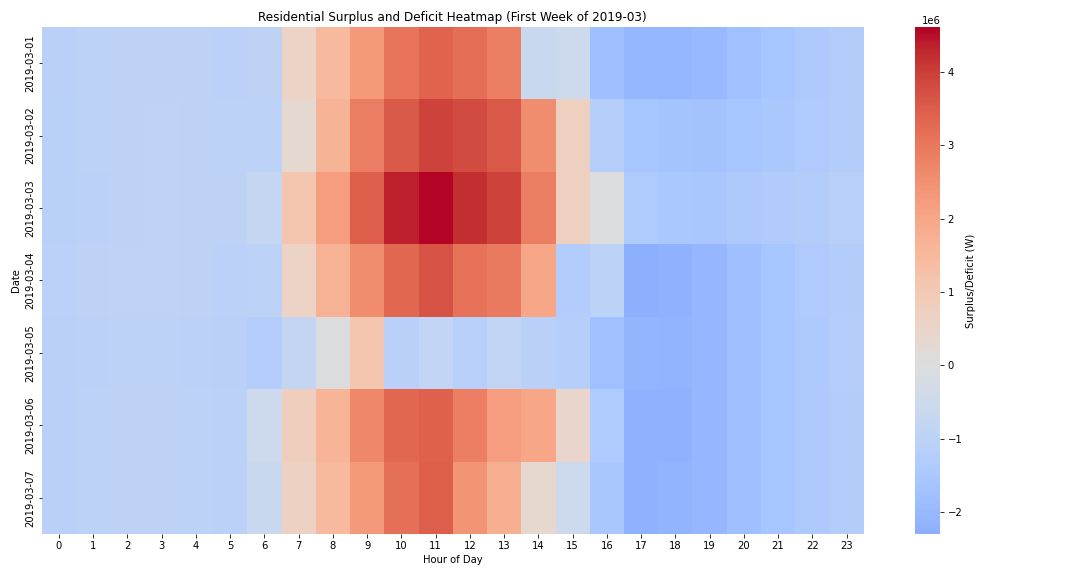 Residential Surplus and Deficit Heatmap (First Week of 2019-03)
1e6
2019-03-01
2019-03-02
2019-03-03
2019-03-04
2019-03-05
2019-03-06
2019-03-07
Date
0 1 2 3 4 5 6 7 8 9 10 11 12 13 14 15 16 17 18 19 20 21 22 23
Hour of Day
4
3
2
1
0
−1
−2
Surplus/Deficit (W)